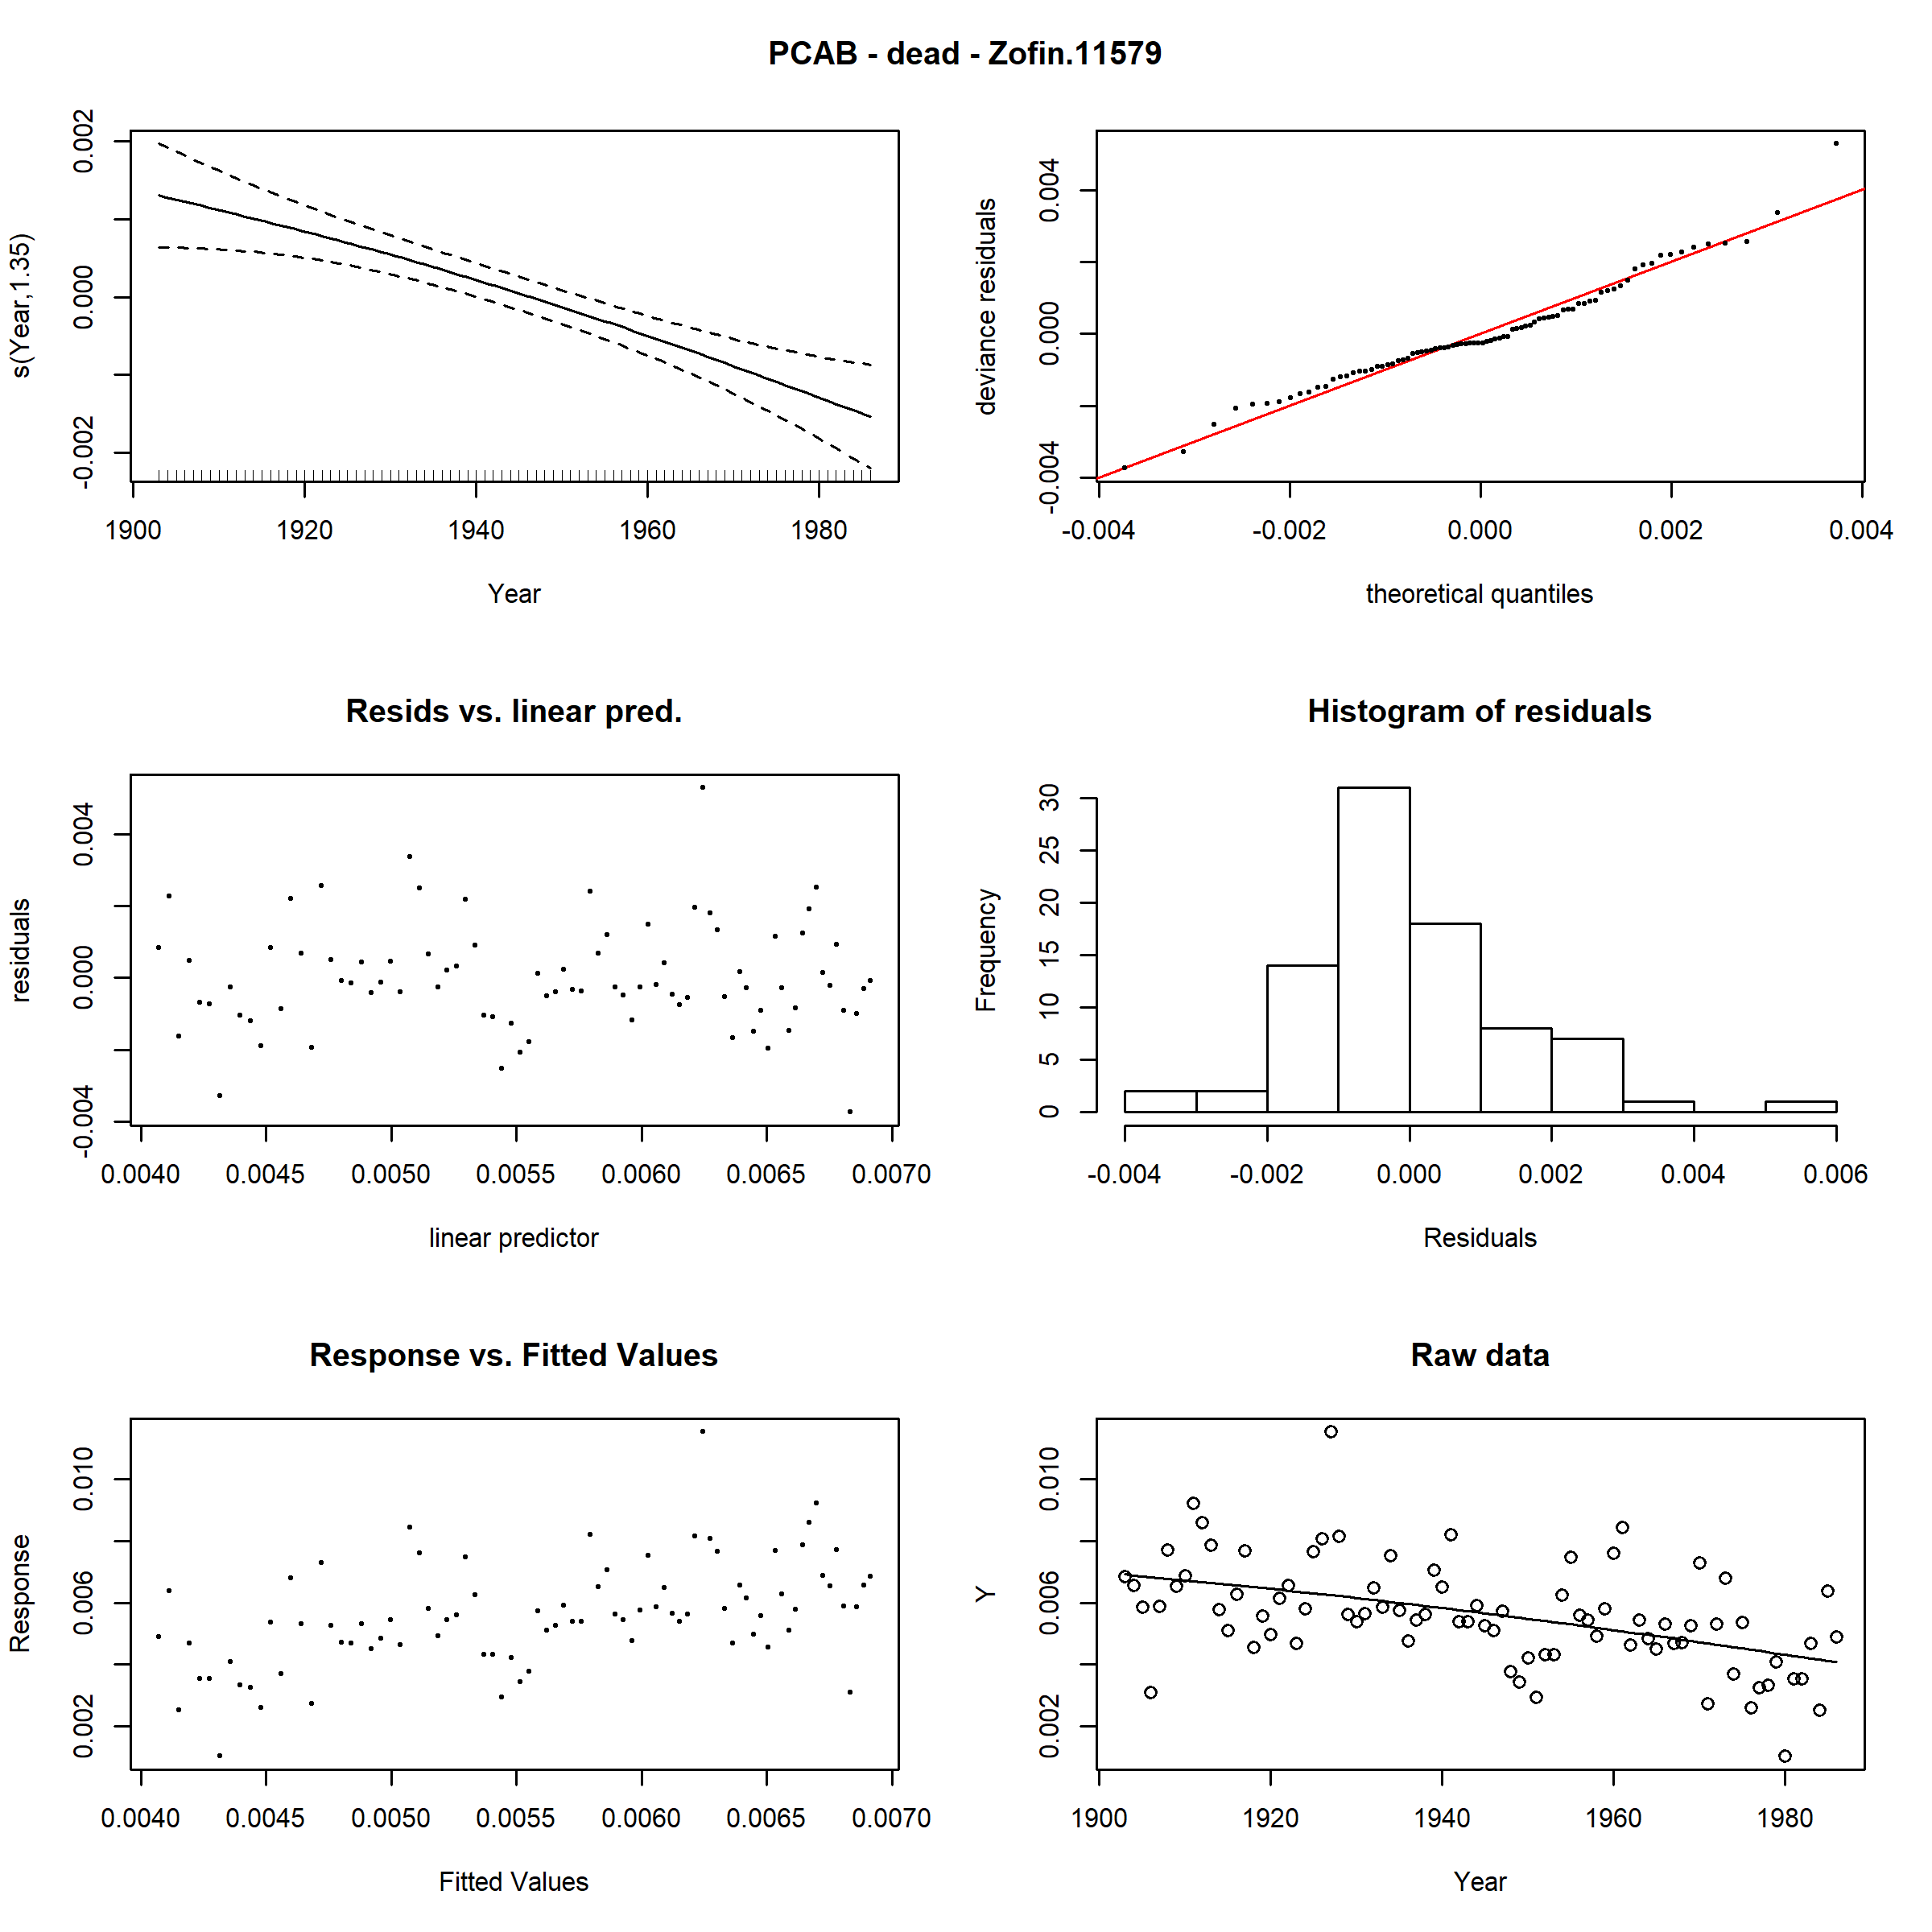 PCAB - dead - Zofin.11579
s(Year,1.35)
-0.002 0.000 0.002
1900 1920 1940 1960 1980
Year
deviance residuals
-0.004 0.000 0.004
-0.004 -0.002 0.000 0.002 0.004
theoretical quantiles
Resids vs. linear pred.
residuals
-0.004 0.000 0.004
0.0040 0.0045 0.0050 0.0055 0.0060 0.0065 0.0070
linear predictor
Histogram of residuals
Frequency
0 5 10 15 20 25 30
-0.004 -0.002 0.000 0.002 0.004 0.006
Residuals
Response vs. Fitted Values
Response
0.002 0.006 0.010
0.0040 0.0045 0.0050 0.0055 0.0060 0.0065 0.0070
Fitted Values
Raw data
Y
0.002 0.006 0.010
1900 1920 1940 1960 1980
Year